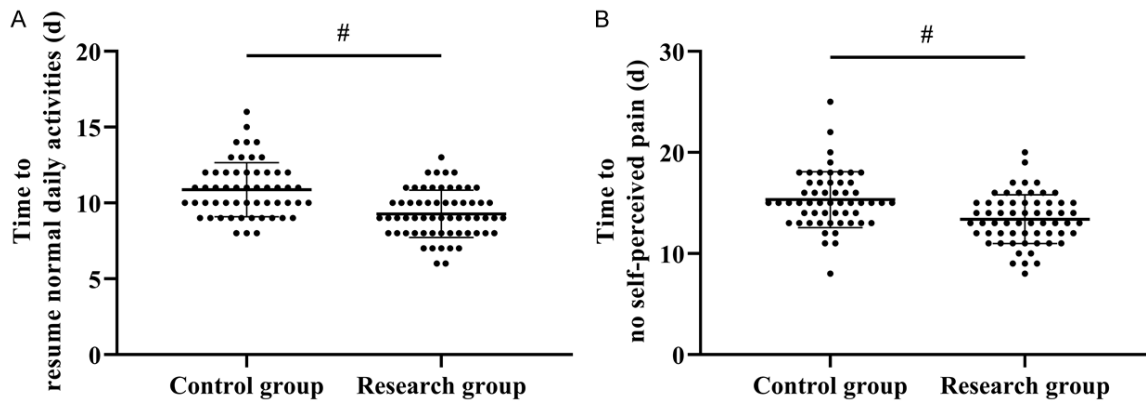 A
Time to
resume normal daily activities (d)
20
15
10
5
0
#
Control group
Research group
B
Time to
no self-perceived pain (d)
30
20
10
0
#
Control group
Research group